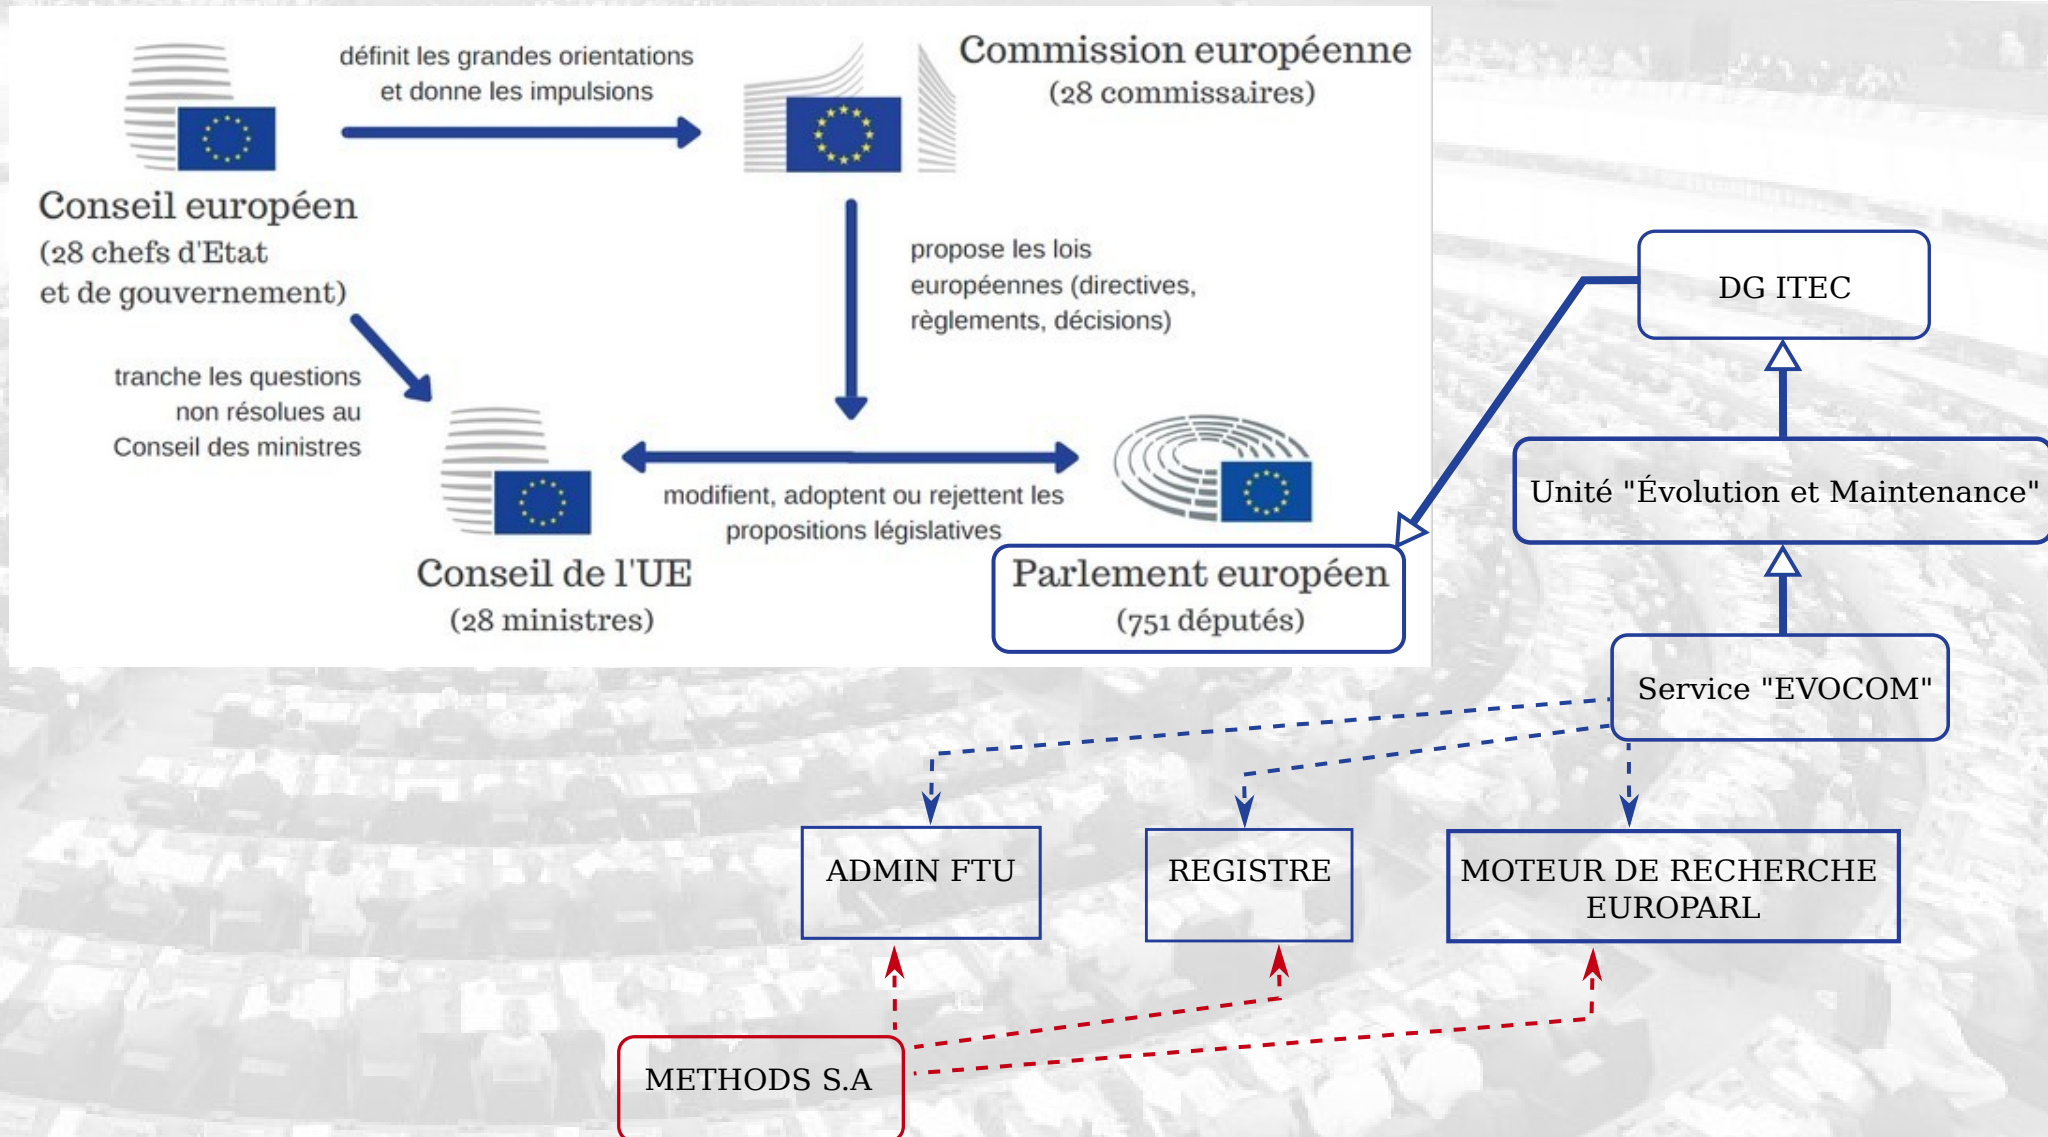 définit les grandes orientations
et donne les impulsions
Commission européenne
(28 commissaires)
Conseil européen
(28 chefs d'Etat
et de gouvernement)
propose les lois
européennes (directives,
règlements, décisions)
tranche les questions
non résolues au
Conseil des ministres
modifient, adoptent ou rejettent les
propositions législatives
Conseil de l'UE
(28 ministres)
Parlement européen
(751 députés)
DG ITEC
Unité "Évolution et Maintenance"
Service "EVOCOM"
ADMIN FTU
REGISTRE
MOTEUR DE RECHERCHE
EUROPARL
METHODS S.A